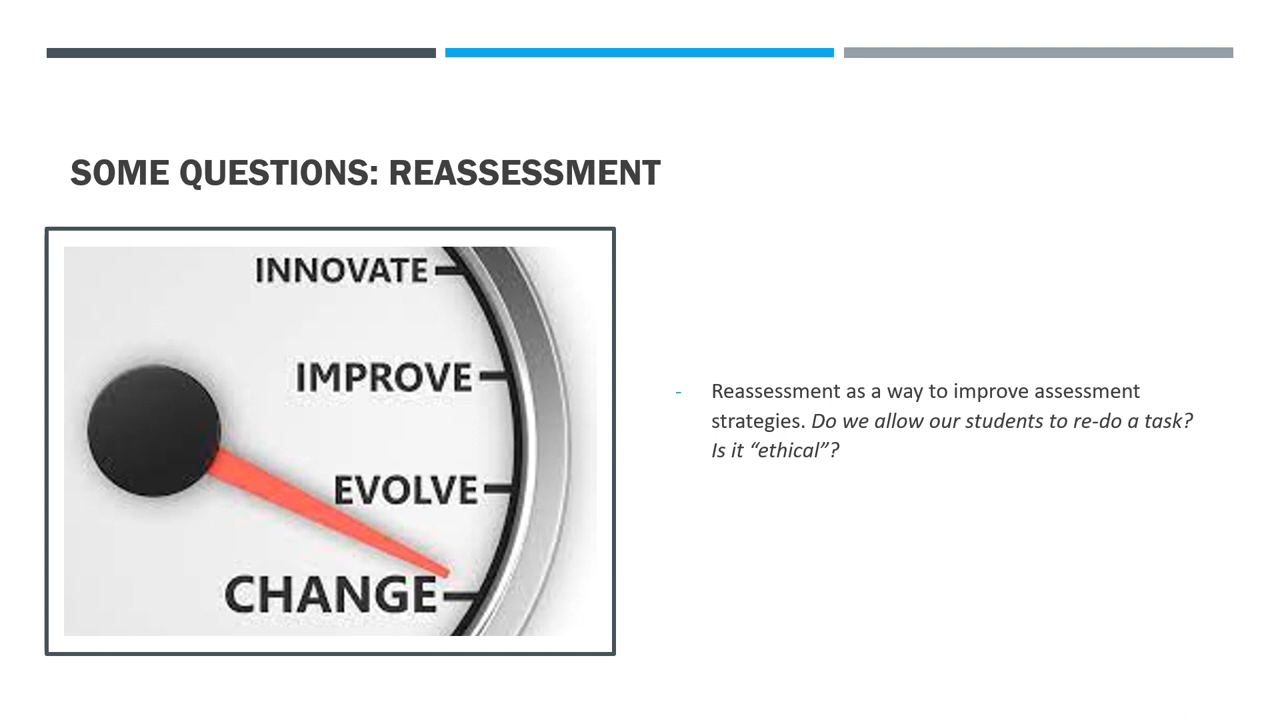 SOME QUESTIONS: REASSESSMENT
INNOVATE
IMPROVE
EVOLVE
CHANGE
- Reassessment as a way to improve assessment
strategies. Do we allow our students to re-do a task?
Is it “ethical”?